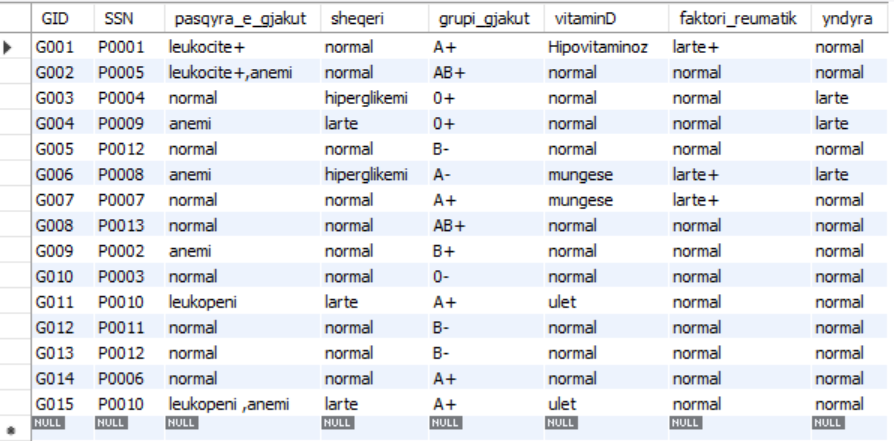 GID SSN pasqyra_e_gjakut sheqeri grupi_gjakut vitaminD faktori_reumatik yndyra
G001 P0001 leukocite+ normal A+ Hipovitaminoz larte+ normal
G002 P0005 leukocite+,anemi normal AB+ normal normal normal
G003 P0004 normal hiperglikemi 0+ normal normal larte
G004 P0009 anemi larte 0+ normal normal larte
G005 P0012 normal normal B- normal normal normal
G006 P0008 anemi hiperglikemi A- mungese larte+ larte
G007 P0007 normal normal A+ mungese larte+ normal
G008 P0013 normal normal AB+ normal normal normal
G009 P0002 anemi normal B+ normal normal normal
G010 P0003 normal normal 0- normal normal normal
G011 P0010 leukopeni larte A+ ulet normal normal
G012 P0011 normal normal B- normal normal normal
G013 P0012 normal normal B- normal normal normal
G014 P0006 normal normal A+ normal normal normal
G015 P0010 leukopeni ,anemi larte A+ ulet normal normal
NULL NULL NULL NULL NULL NULL NULL NULL